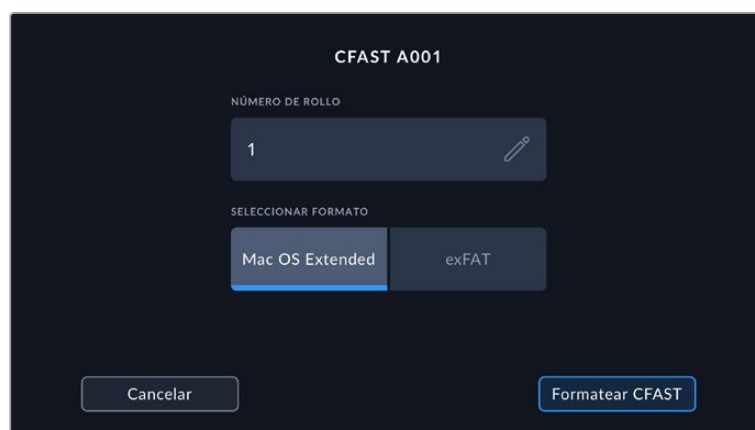 CFAST A001
NÚMERO DE ROLLO
1
SELECCIONAR FORMATO
Mac OS Extended
exFAT
Cancelar
Formatear CFAST